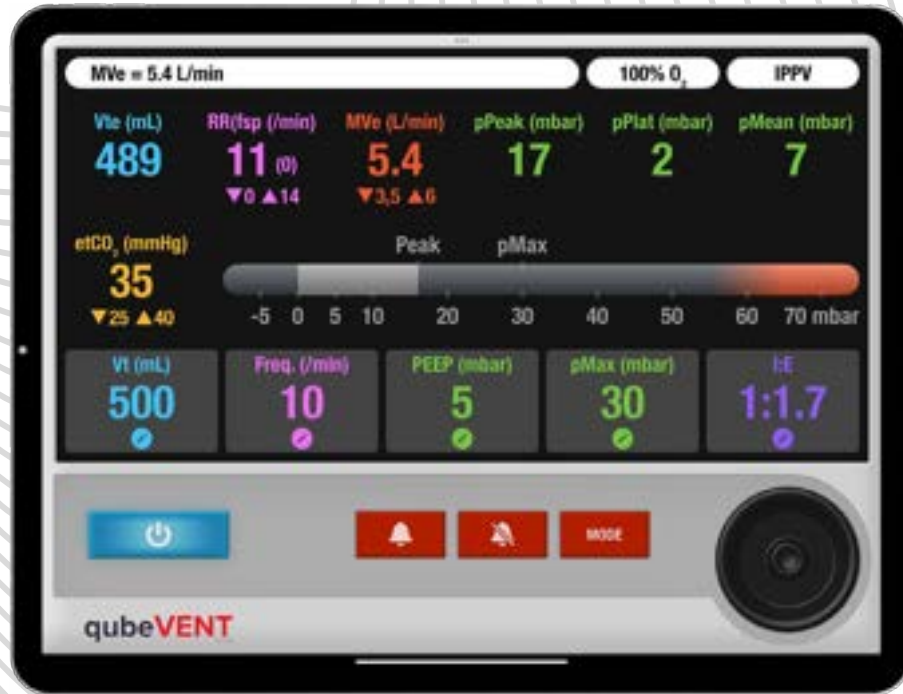 MVe = 5.4 L/min
100% O₂
IPPV
Vte (mL) RR(fsp (/min) MVe (L/min) pPeak (mbar) pPlat (mbar) pMean (mbar)
489 11 (0) 5.4 17 2 7
▼0 ▲14 ▼3,5 ▲6
etCO₂ (mmHg) Peak pMax
35
▼25 ▲40 -5 0 5 10 20 30 40 50 60 70 mbar
Vt (mL) Freq. (/min) PEEP (mbar) pMax (mbar) I:E
500 10 5 30 1:1.7
MODE
qubeVENT